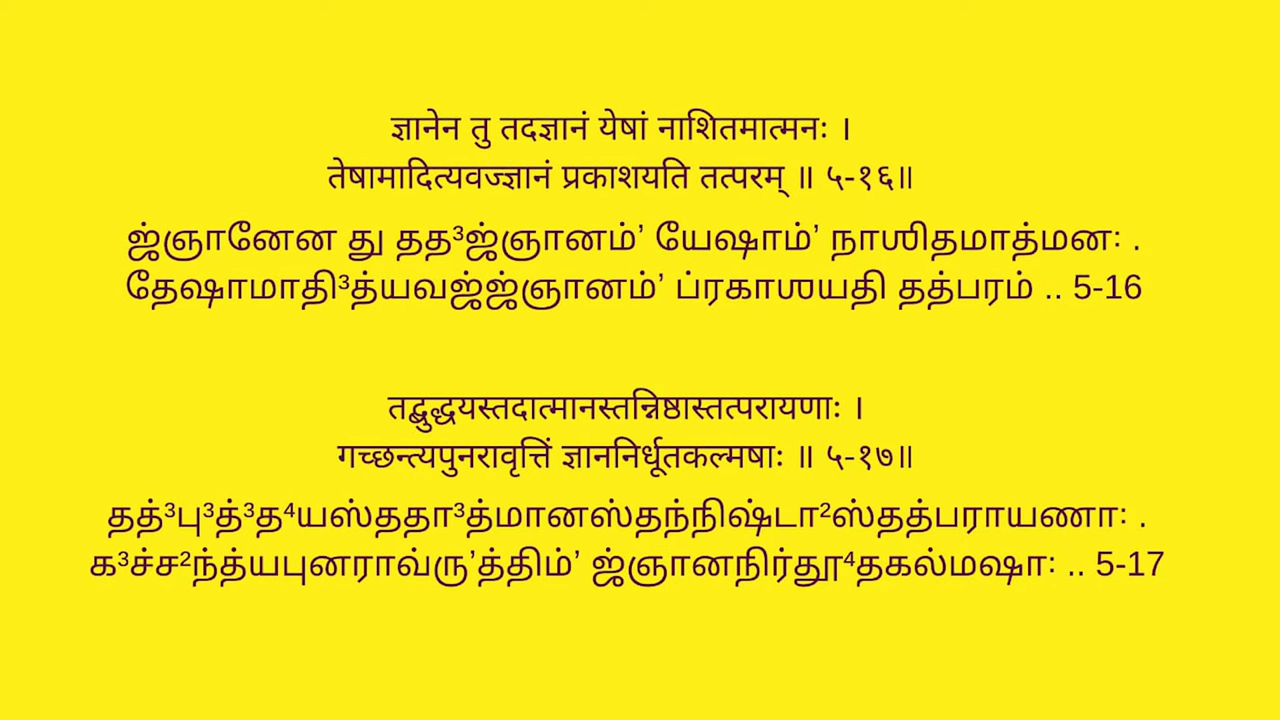 ज्ञानेन तु तदज्ञानं येषां नाशितमात्मनः ।
तेषामादित्यवज्ज्ञानं प्रकाशयति तत्परम् ॥ ५-१६॥
ஜ்ஞானேன து தத³ஜ்ஞானம்ʼ யேஷாம்ʼ நாஶிதமாத்மன꞉ .
தேஷாமாதி³த்யவஜ்ஜ்ஞானம்ʼ ப்ரகாஶயதி தத்பரம் .. 5-16
तद्बुद्धयस्तदात्मानस्तन्निष्ठास्तत्परायणाः ।
गच्छन्त्यपुनरावृत्तिं ज्ञाननिर्धूतकल्मषाः ॥ ५-१७॥
தத்³பு³த்³த⁴யஸ்ததா³த்மானஸ்தந்நிஷ்டா²ஸ்தத்பராயணா꞉ .
க³ச்ச²ந்த்யபுனராவ்ருʼத்திம்ʼ ஜ்ஞானநிர்தூ⁴தகல்மஷா꞉ .. 5-17